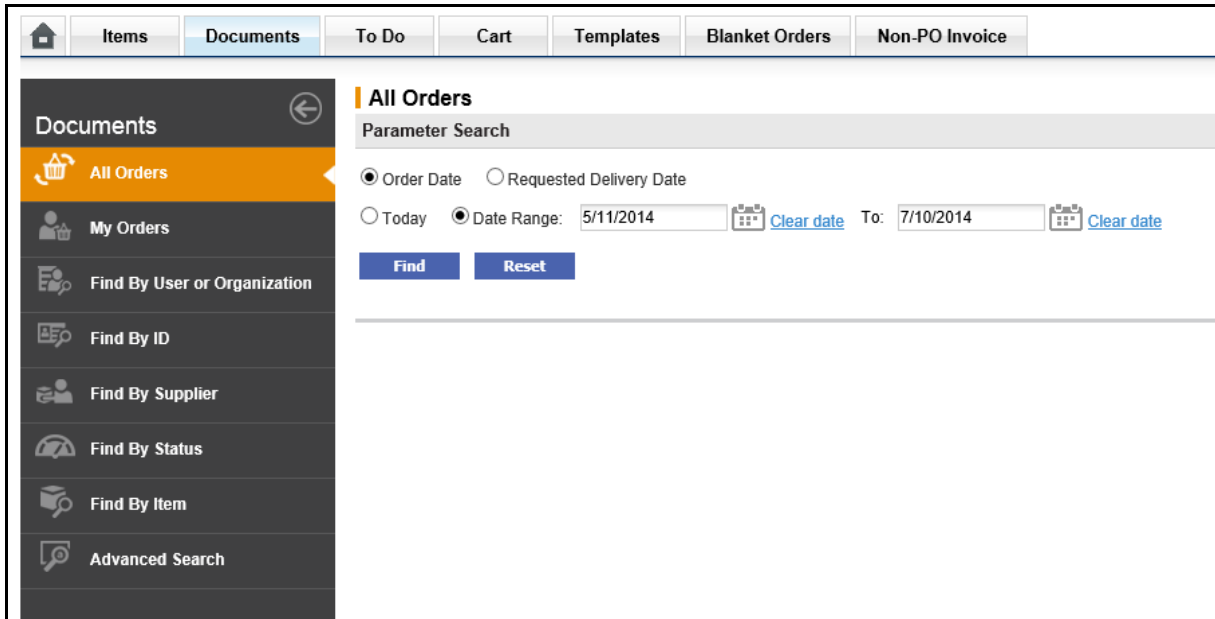 Items Documents To Do Cart Templates Blanket Orders Non-PO Invoice
Documents
All Orders
My Orders
Find By User or Organization
Find By ID
Find By Supplier
Find By Status
Find By Item
Advanced Search
All Orders
Parameter Search
Order Date Requested Delivery Date
Today Date Range: 5/11/2014 Clear date To: 7/10/2014 Clear date
Find Reset